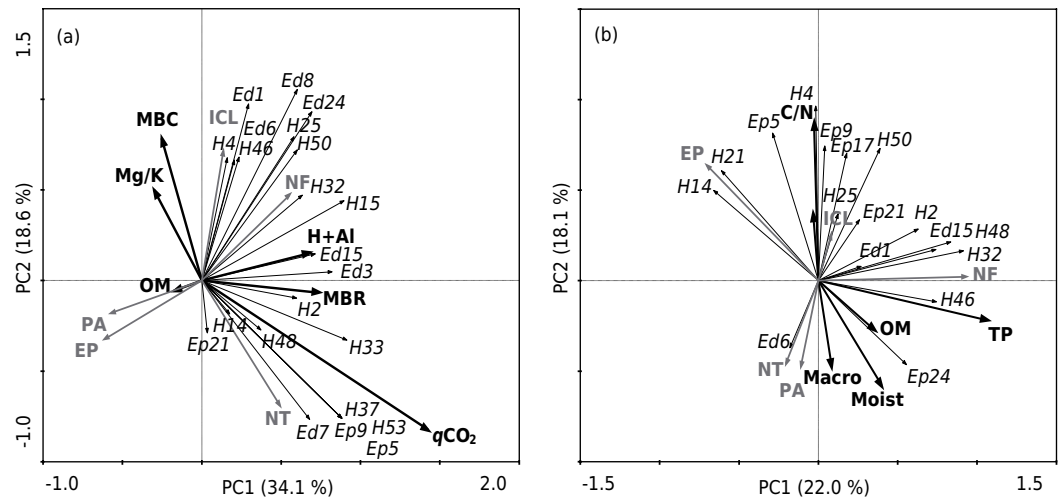 (a)
1.5
PC2 (18.6 %)
-1.0
Ed8
Ed1
Ed24
ICL
MBC
Ed6
H25
H4
H46
H50
Mg/K
NF
H32
H15
H+Al
Ed15
Ed3
OM
MBR
H2
PA
H14
EP
Ep21
H48
H33
NT
H37
Ed7
Ep9
H53
Ep5
qCO₂
-1.0
PC1 (34.1 %)
2.0
(b)
PC2 (18.1 %)
H4
C/N
Ep5
Ep9
Ep17
H50
EP
H21
H14
H25
ICL
Ep21
H2
Ed15
H48
Ed1
H32
NF
H46
OM
TP
Ed6
NT
PA
Macro
Ep24
Moist
-1.5
PC1 (22.0 %)
1.5